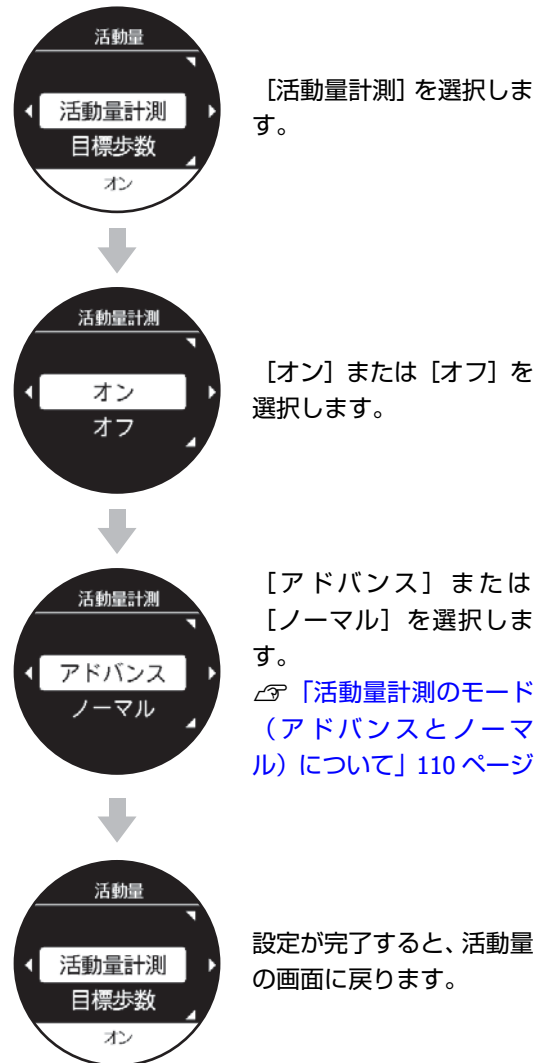 活動量
活動量計測
目標歩数
オン
［活動量計測］を選択しま
す。
活動量計測
オン
オフ
［オン］または［オフ］を
選択します。
活動量計測
アドバンス
ノーマル
［アドバンス］または
［ノーマル］を選択しま
す。
☞「活動量計測のモード
（アドバンスとノーマ
ル）について」110 ページ
活動量
活動量計測
目標歩数
オン
設定が完了すると、活動量
の画面に戻ります。